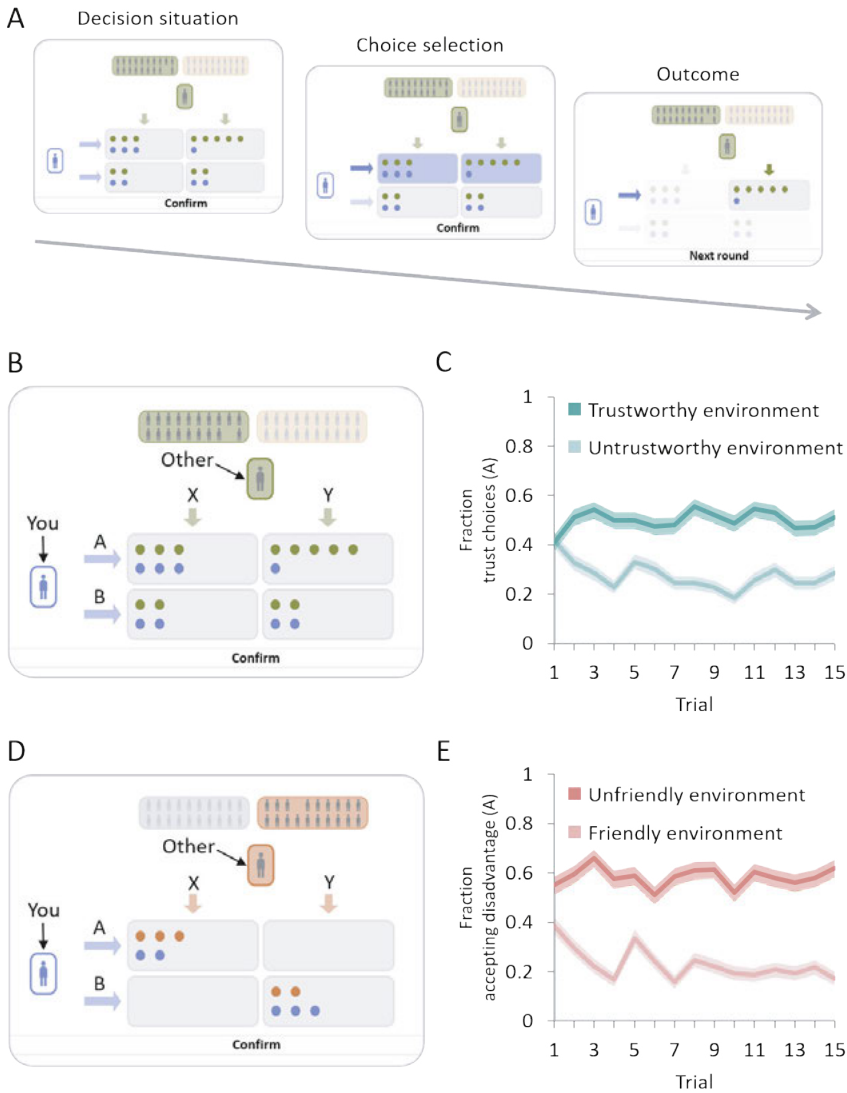 A
Decision situation
Confirm
Choice selection
Confirm
Outcome
Next round
B
Other
X
Y
You
A
B
Confirm
C
Fraction
trust choices (A)
1
0.8
0.6
0.4
0.2
0
Trustworthy environment
Untrustworthy environment
1 3 5 7 9 11 13 15
Trial
D
Other
X
Y
You
A
B
Confirm
E
Fraction
accepting disadvantage (A)
1
0.8
0.6
0.4
0.2
0
Unfriendly environment
Friendly environment
1 3 5 7 9 11 13 15
Trial